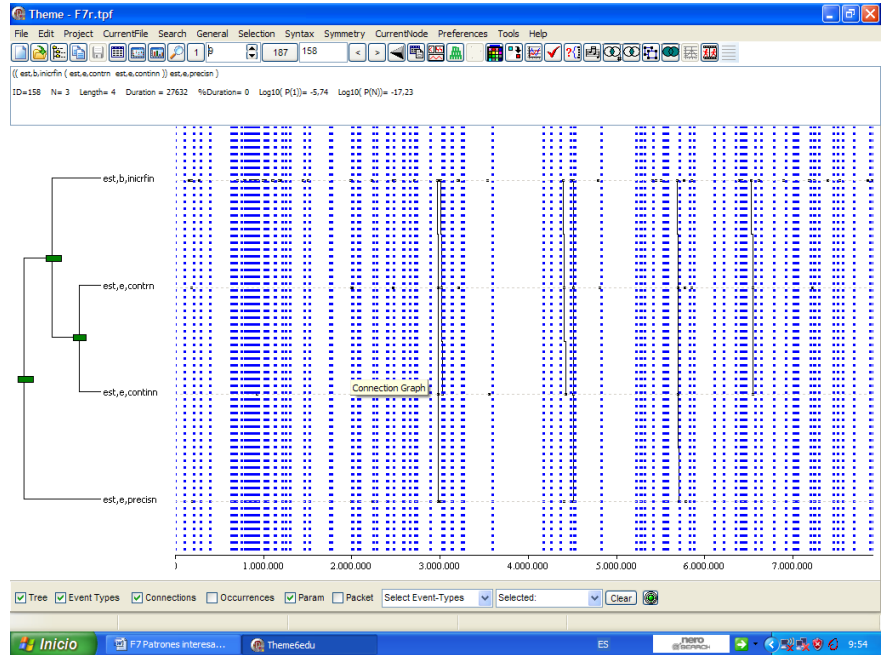 Theme - F7r.tpf
File Edit Project CurrentFile Search General Selection Syntax Symmetry CurrentNode Preferences Tools Help
1 9 187 158 < >
(( est,b,inicrfin ( est,e,contrn est,e,continn )) est,e,precisn )
ID=158 N= 3 Length= 4 Duration = 27632 %Duration= 0 Log10( P(1))= -5,74 Log10( P(N))= -17,23
est,b,inicrfin
est,e,contrn
est,e,continn
Connection Graph
est,e,precisn
) 1.000.000 2.000.000 3.000.000 4.000.000 5.000.000 6.000.000 7.000.000
Tree Event Types Connections Occurrences Param Packet Select Event-Types Selected: Clear
Inicio F7 Patrones interesa... Theme6edu ES nero SEARCH 9:54